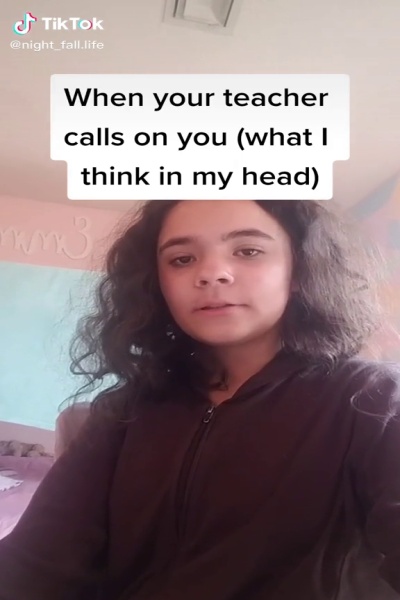 TikTok
@night_fall.life
When your teacher
calls on you (what I
think in my head)